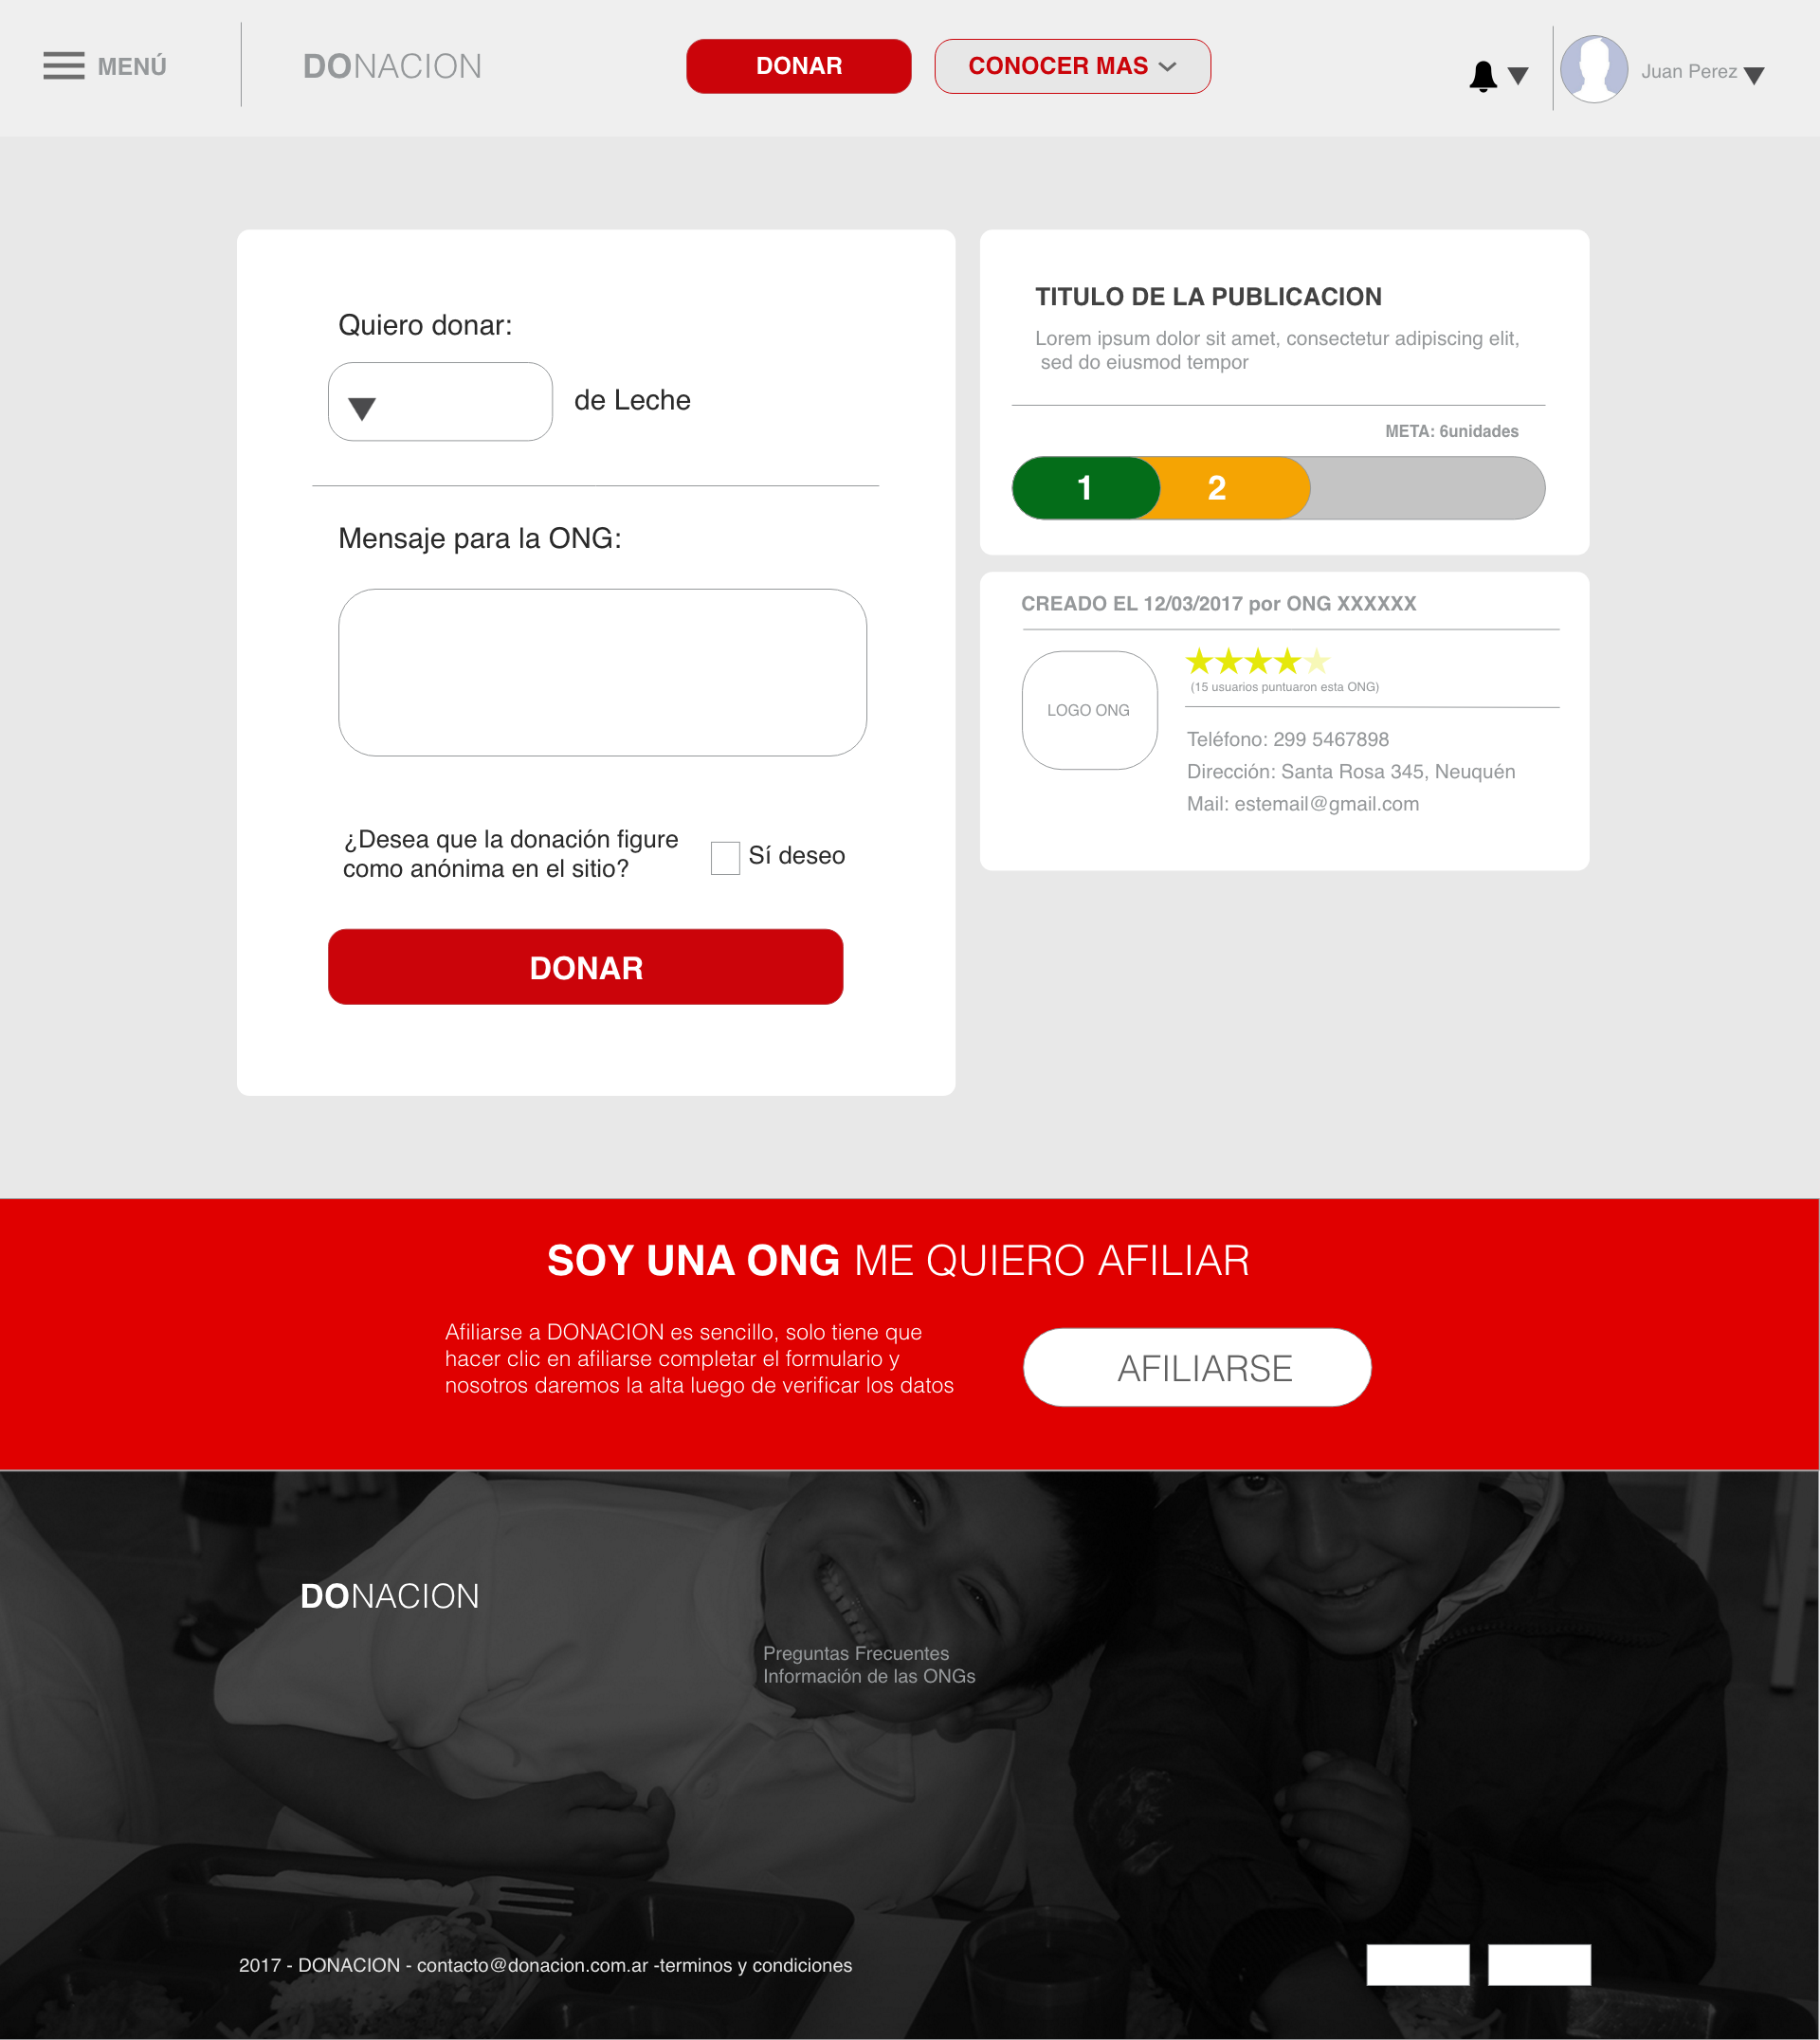 MENÚ
DONACION
DONAR
CONOCER MAS
Juan Perez
Quiero donar:
de Leche
Mensaje para la ONG:
¿Desea que la donación figure
como anónima en el sitio?
Sí deseo
DONAR
TITULO DE LA PUBLICACION
Lorem ipsum dolor sit amet, consectetur adipiscing elit,
sed do eiusmod tempor
META: 6unidades
1
2
CREADO EL 12/03/2017 por ONG XXXXXX
LOGO ONG
(15 usuarios puntuaron esta ONG)
Teléfono: 299 5467898
Dirección: Santa Rosa 345, Neuquén
Mail: estemail@gmail.com
SOY UNA ONG ME QUIERO AFILIAR
Afiliarse a DONACION es sencillo, solo tiene que
hacer clic en afiliarse completar el formulario y
nosotros daremos la alta luego de verificar los datos
AFILIARSE
DONACION
Preguntas Frecuentes
Información de las ONGs
2017 - DONACION - contacto@donacion.com.ar -terminos y condiciones